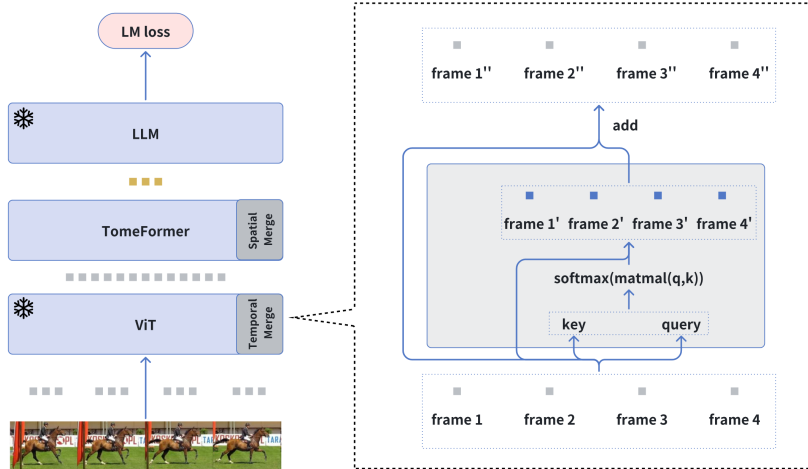 LM loss
LLM
TomeFormer
Spatial
Merge
ViT
Temporal
Merge
frame 1'' frame 2'' frame 3'' frame 4''
add
frame 1' frame 2' frame 3' frame 4'
softmax(matmal(q,k))
key query
frame 1 frame 2 frame 3 frame 4